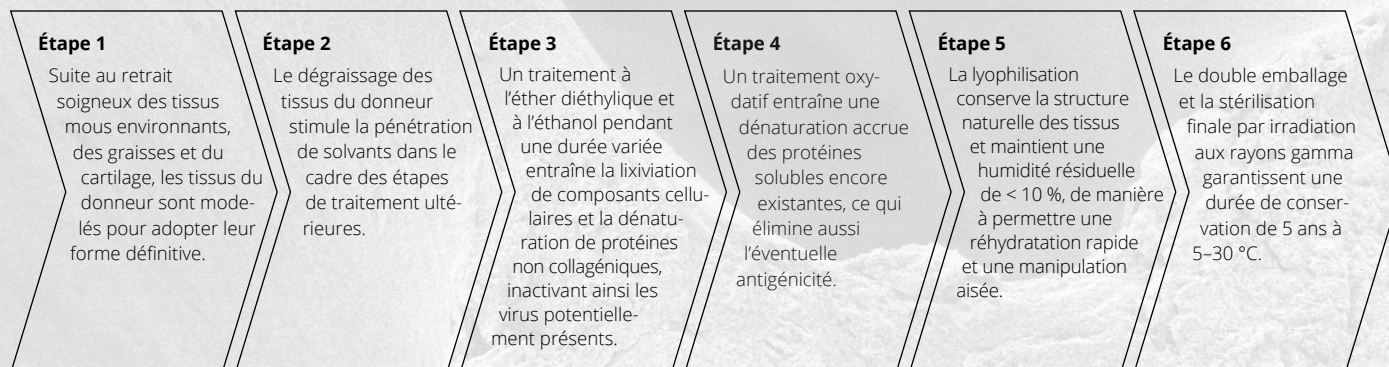 Étape 1
Suite au retrait
soigneux des tissus
mous environnants,
des graisses et du
cartilage, les tissus du
donneur sont mode-
lés pour adopter leur
forme définitive.
Étape 2
Le dégraissage des
tissus du donneur
stimule la pénétration
de solvants dans le
cadre des étapes
de traitement ulté-
rieures.
Étape 3
Un traitement à
l’éther diéthylique et
à l’éthanol pendant
une durée variée
entraîne la lixiviation
de composants cellu-
laires et la dénatu-
ration de protéines
non collagéniques,
inactivant ainsi les
virus potentielle-
ment présents.
Étape 4
Un traitement oxy-
datif entraîne une
dénaturation accrue
des protéines
solubles encore
existantes, ce qui
élimine aussi
l’éventuelle
antigénicité.
Étape 5
La lyophilisation
conserve la structure
naturelle des tissus
et maintient une
humidité résiduelle
de < 10 %, de manière
à permettre une
réhydratation rapide
et une manipulation
aisée.
Étape 6
Le double emballage
et la stérilisation
finale par irradiation
aux rayons gamma
garantissent une
durée de conser-
vation de 5 ans à
5–30 °C.